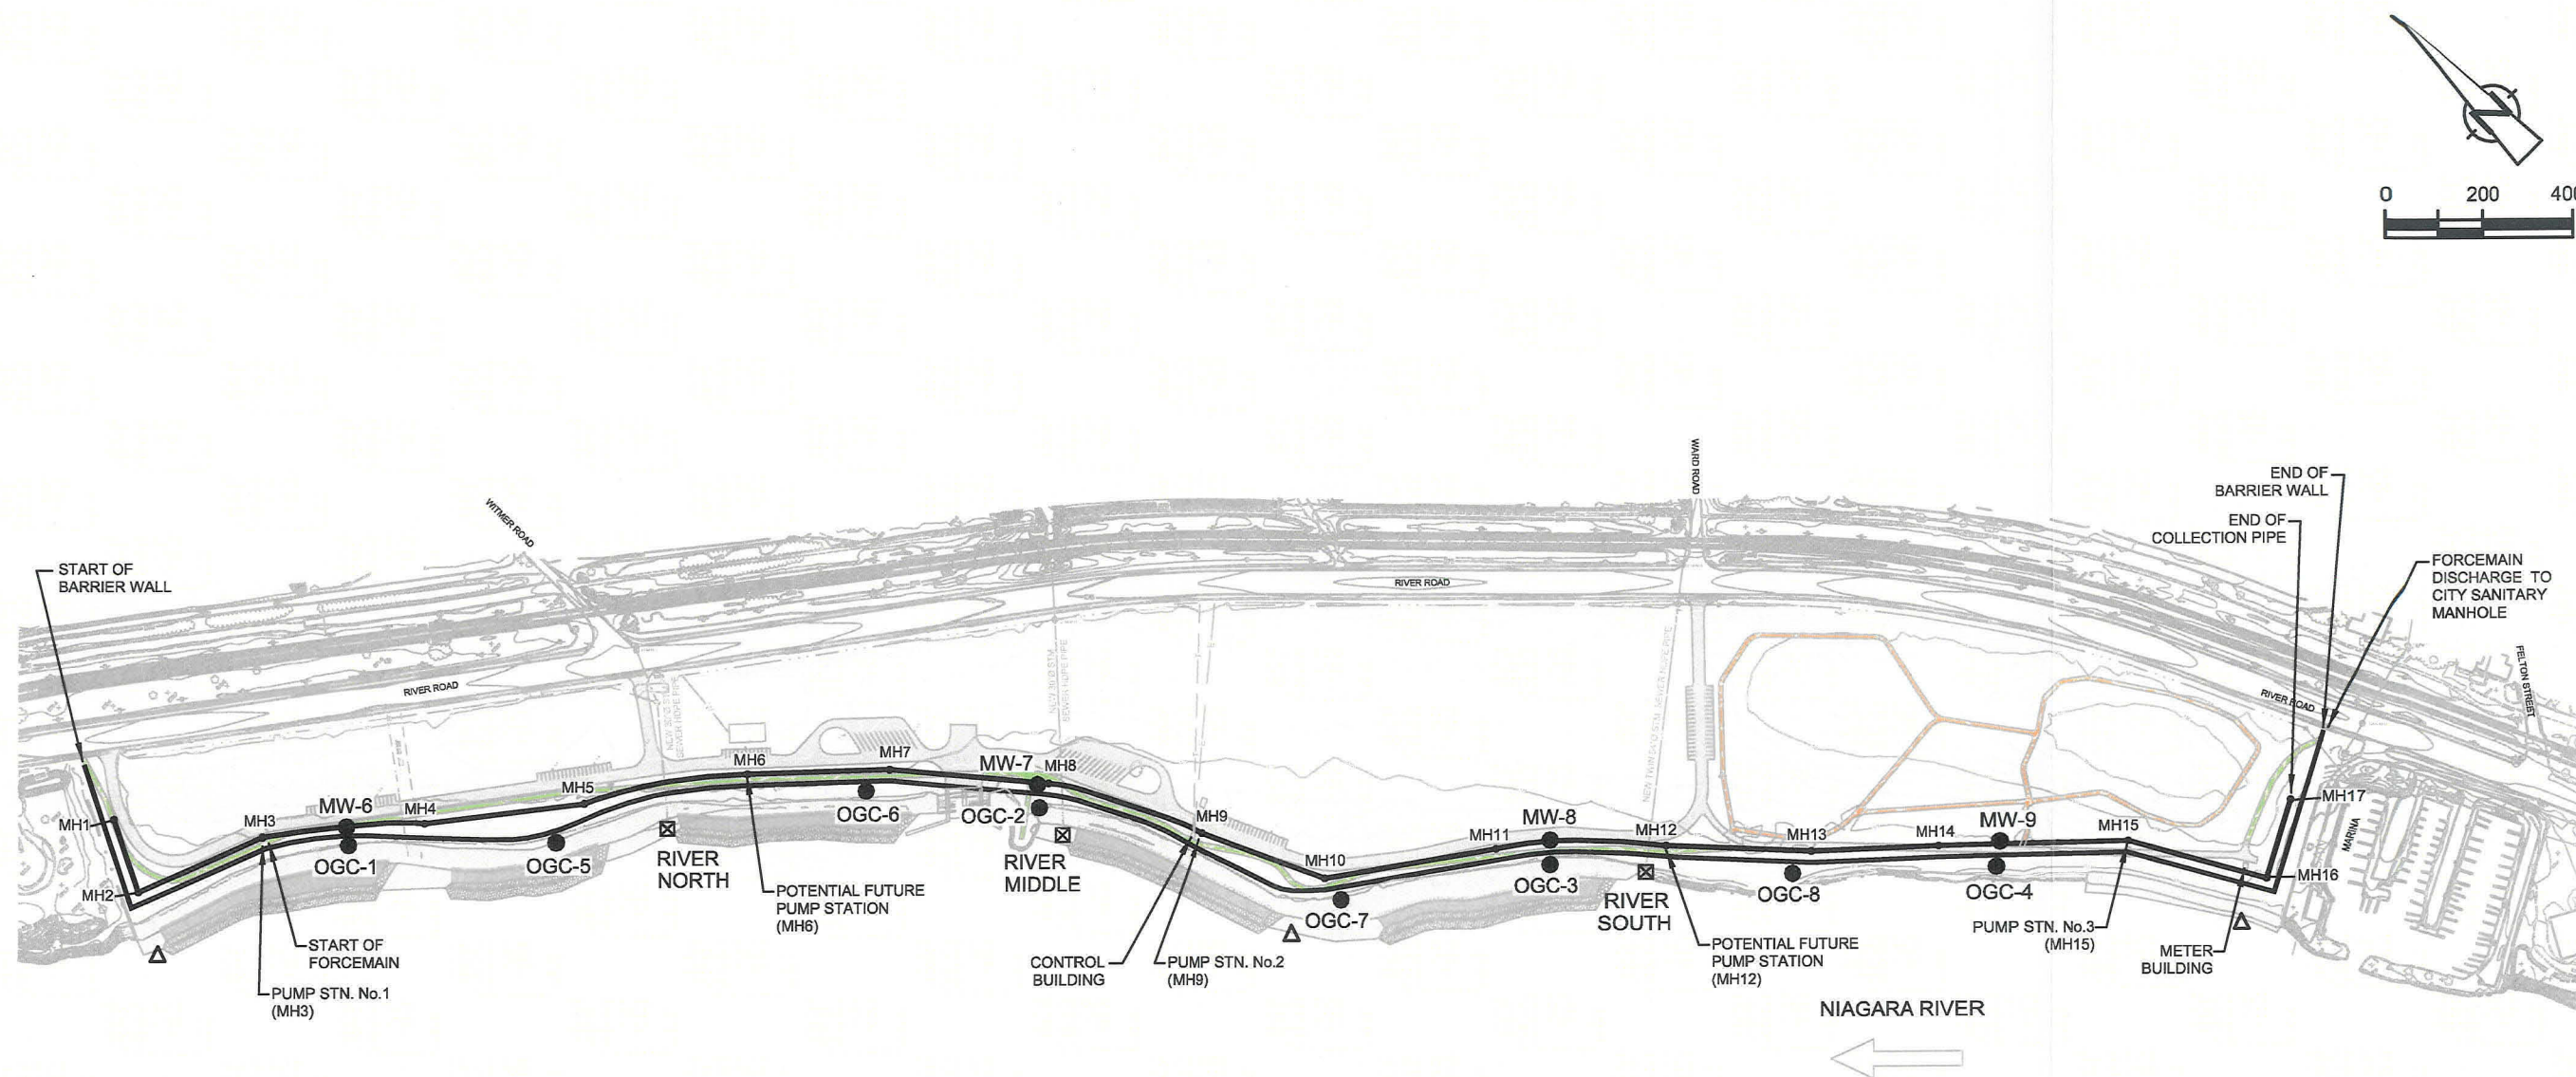 N
0 200
WARD ROAD
WITMER ROAD
END OF
BARRIER WALL
END OF
COLLECTION PIPE
START OF
BARRIER WALL
FORCEMAIN
DISCHARGE TO
CITY SANITARY
MANHOLE
RIVER ROAD
RIVER ROAD
RIVER ROAD
FELTON STREET
MH1
MH2
MH3
MW-6
MH4
MH5
MH6
MH7
MW-7
MH8
MH9
MH10
MH11
MW-8
MH12
MH13
MH14
MW-9
MH15
MH16
MH17
MARINA
OGC-1
OGC-5
OGC-6
OGC-2
OGC-7
OGC-3
OGC-8
OGC-4
RIVER
NORTH
RIVER
MIDDLE
RIVER
SOUTH
START OF
FORCEMAIN
PUMP STN. No.1
(MH3)
POTENTIAL FUTURE
PUMP STATION
(MH6)
CONTROL
BUILDING
PUMP STN. No.2
(MH9)
POTENTIAL FUTURE
PUMP STATION
(MH12)
PUMP STN. No.3
(MH15)
METER
BUILDING
NIAGARA RIVER